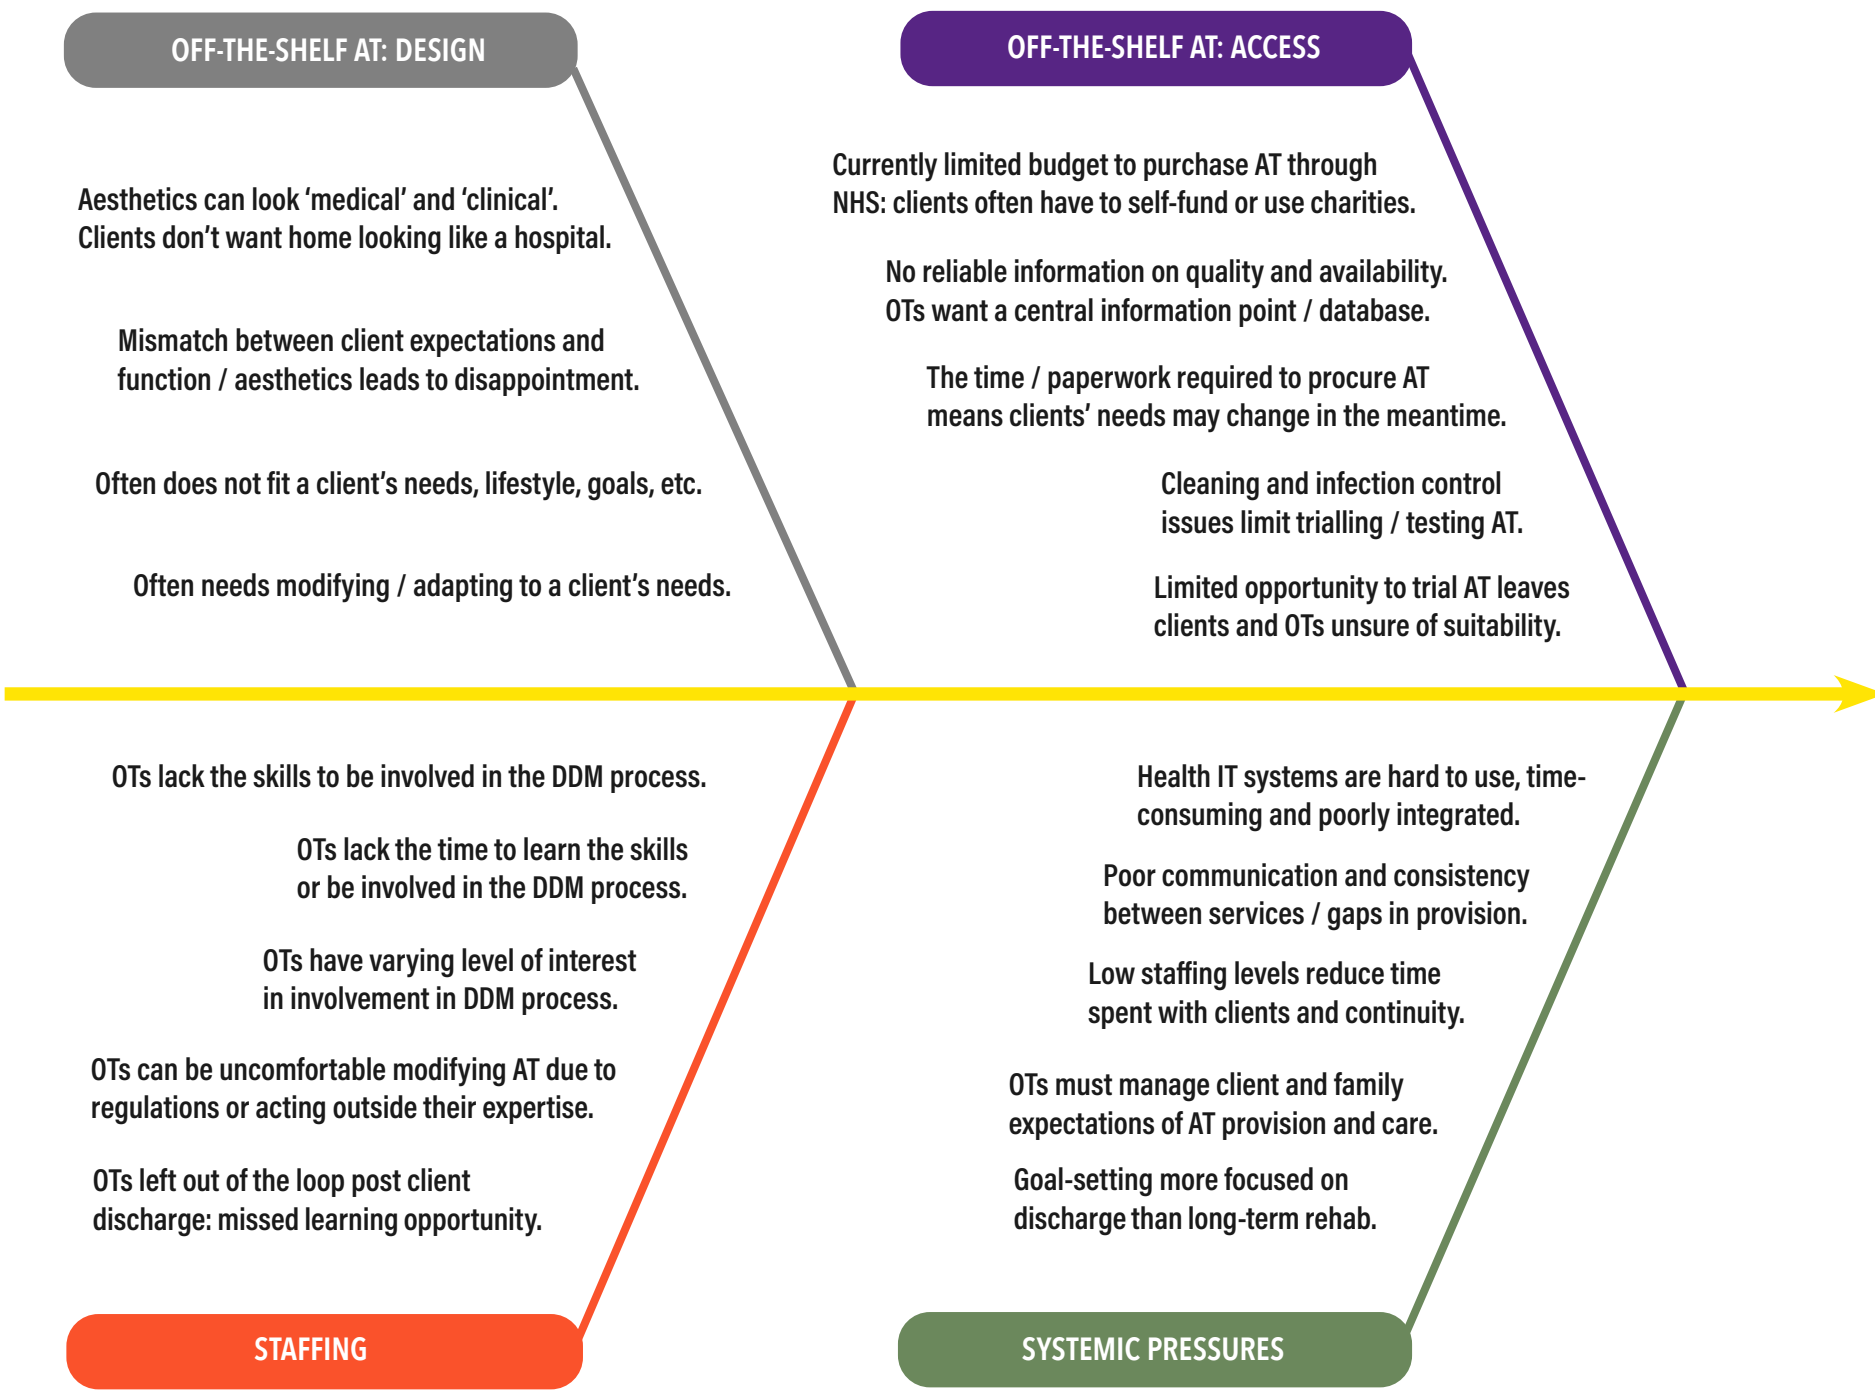 OFF-THE-SHELF AT: DESIGN
Aesthetics can look ‘medical’ and ‘clinical’.
Clients don’t want home looking like a hospital.
Mismatch between client expectations and
function / aesthetics leads to disappointment.
Often does not fit a client’s needs, lifestyle, goals, etc.
Often needs modifying / adapting to a client’s needs.
OFF-THE-SHELF AT: ACCESS
Currently limited budget to purchase AT through
NHS: clients often have to self-fund or use charities.
No reliable information on quality and availability.
OTs want a central information point / database.
The time / paperwork required to procure AT
means clients’ needs may change in the meantime.
Cleaning and infection control
issues limit trialling / testing AT.
Limited opportunity to trial AT leaves
clients and OTs unsure of suitability.
OTs lack the skills to be involved in the DDM process.
OTs lack the time to learn the skills
or be involved in the DDM process.
OTs have varying level of interest
in involvement in DDM process.
OTs can be uncomfortable modifying AT due to
regulations or acting outside their expertise.
OTs left out of the loop post client
discharge: missed learning opportunity.
STAFFING
Health IT systems are hard to use, time-
consuming and poorly integrated.
Poor communication and consistency
between services / gaps in provision.
Low staffing levels reduce time
spent with clients and continuity.
OTs must manage client and family
expectations of AT provision and care.
Goal-setting more focused on
discharge than long-term rehab.
SYSTEMIC PRESSURES